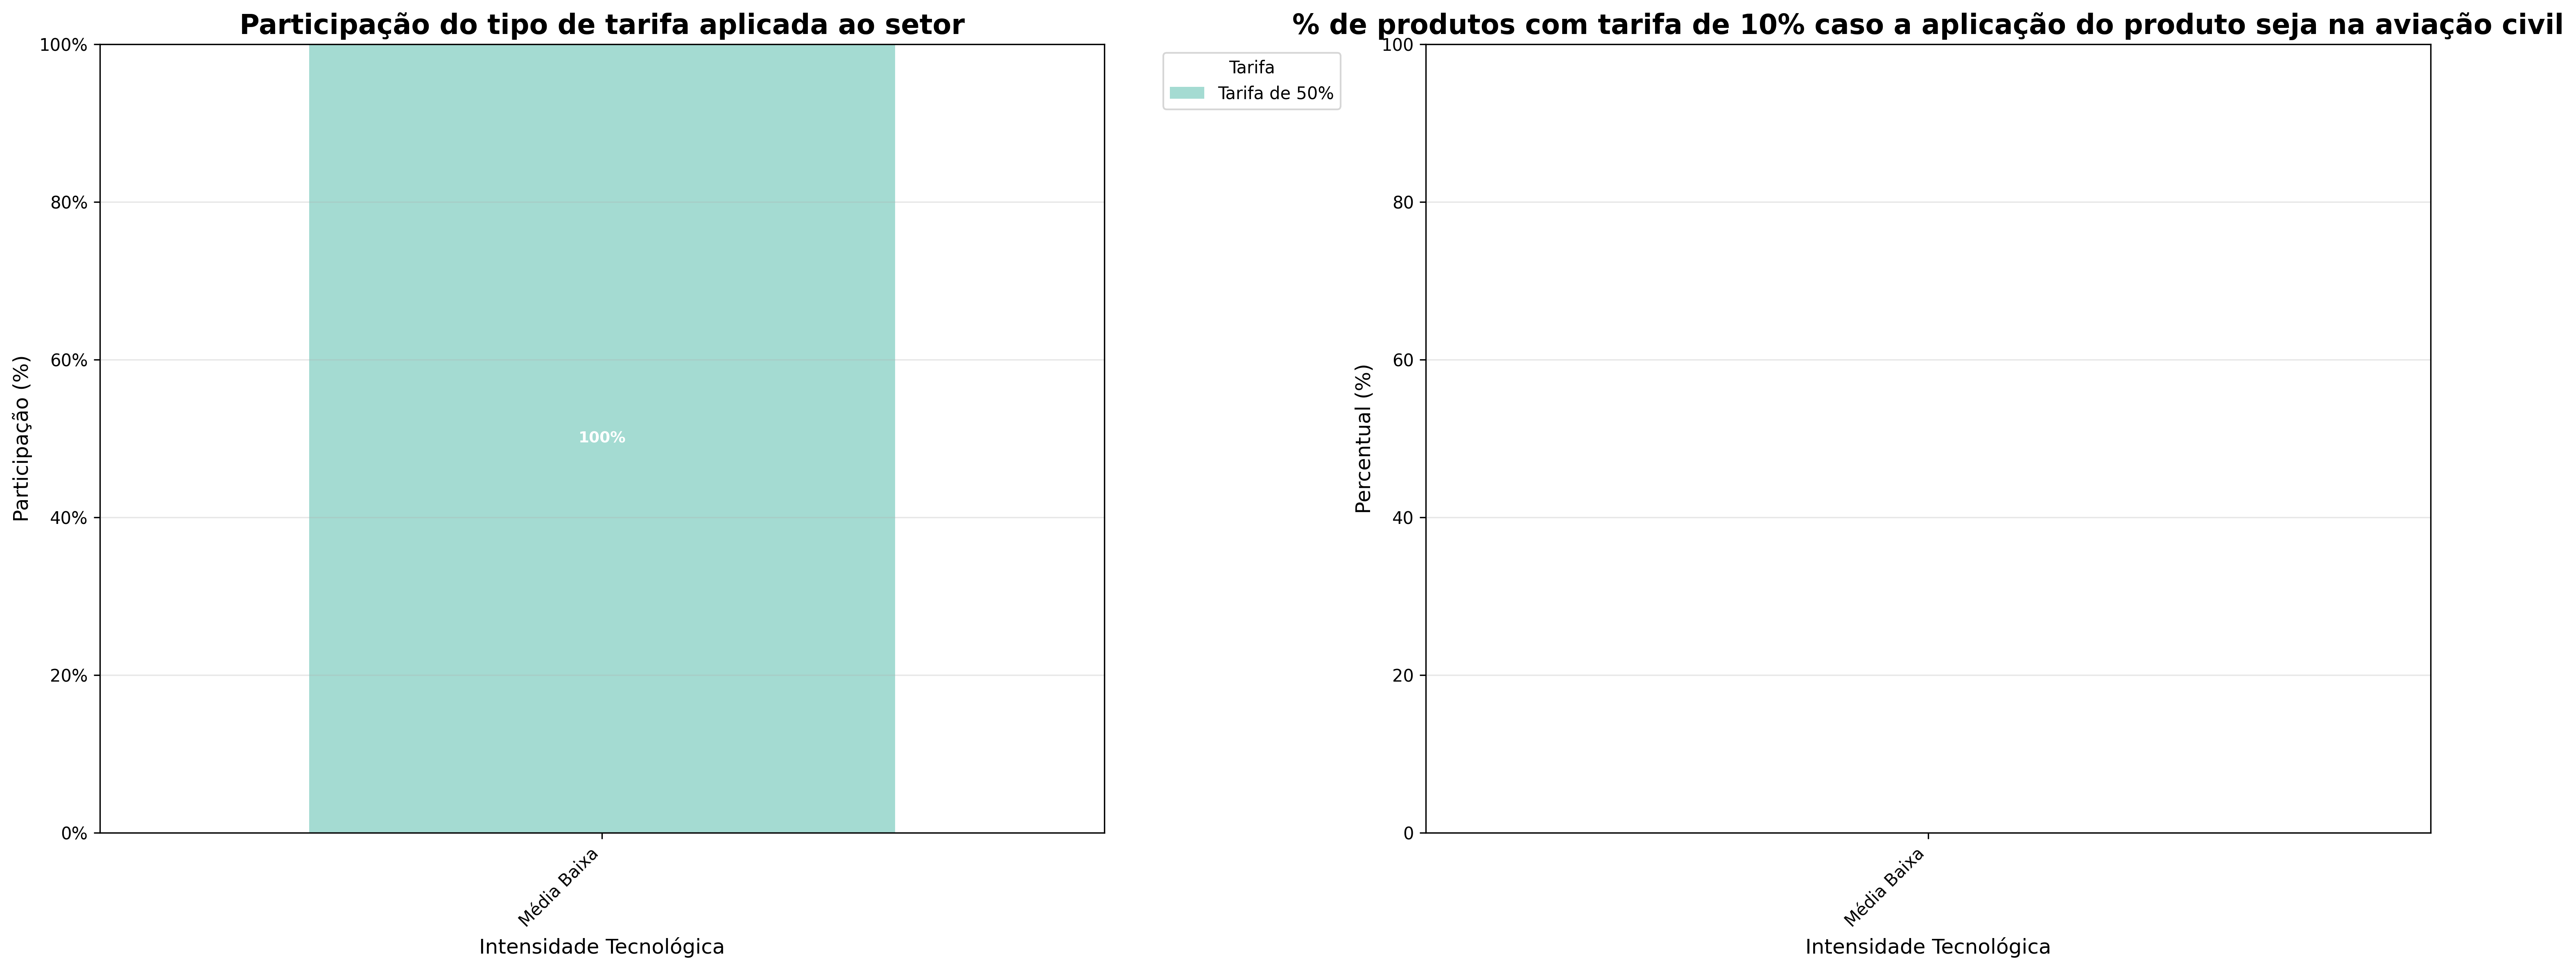 Participação do tipo de tarifa aplicada ao setor
100%
80%
60%
40%
20%
0%
Participação (%)
100%
Média Baixa
Intensidade Tecnológica
Tarifa
Tarifa de 50%
% de produtos com tarifa de 10% caso a aplicação do produto seja na aviação civil
100
80
60
40
20
0
Percentual (%)
Média Baixa
Intensidade Tecnológica